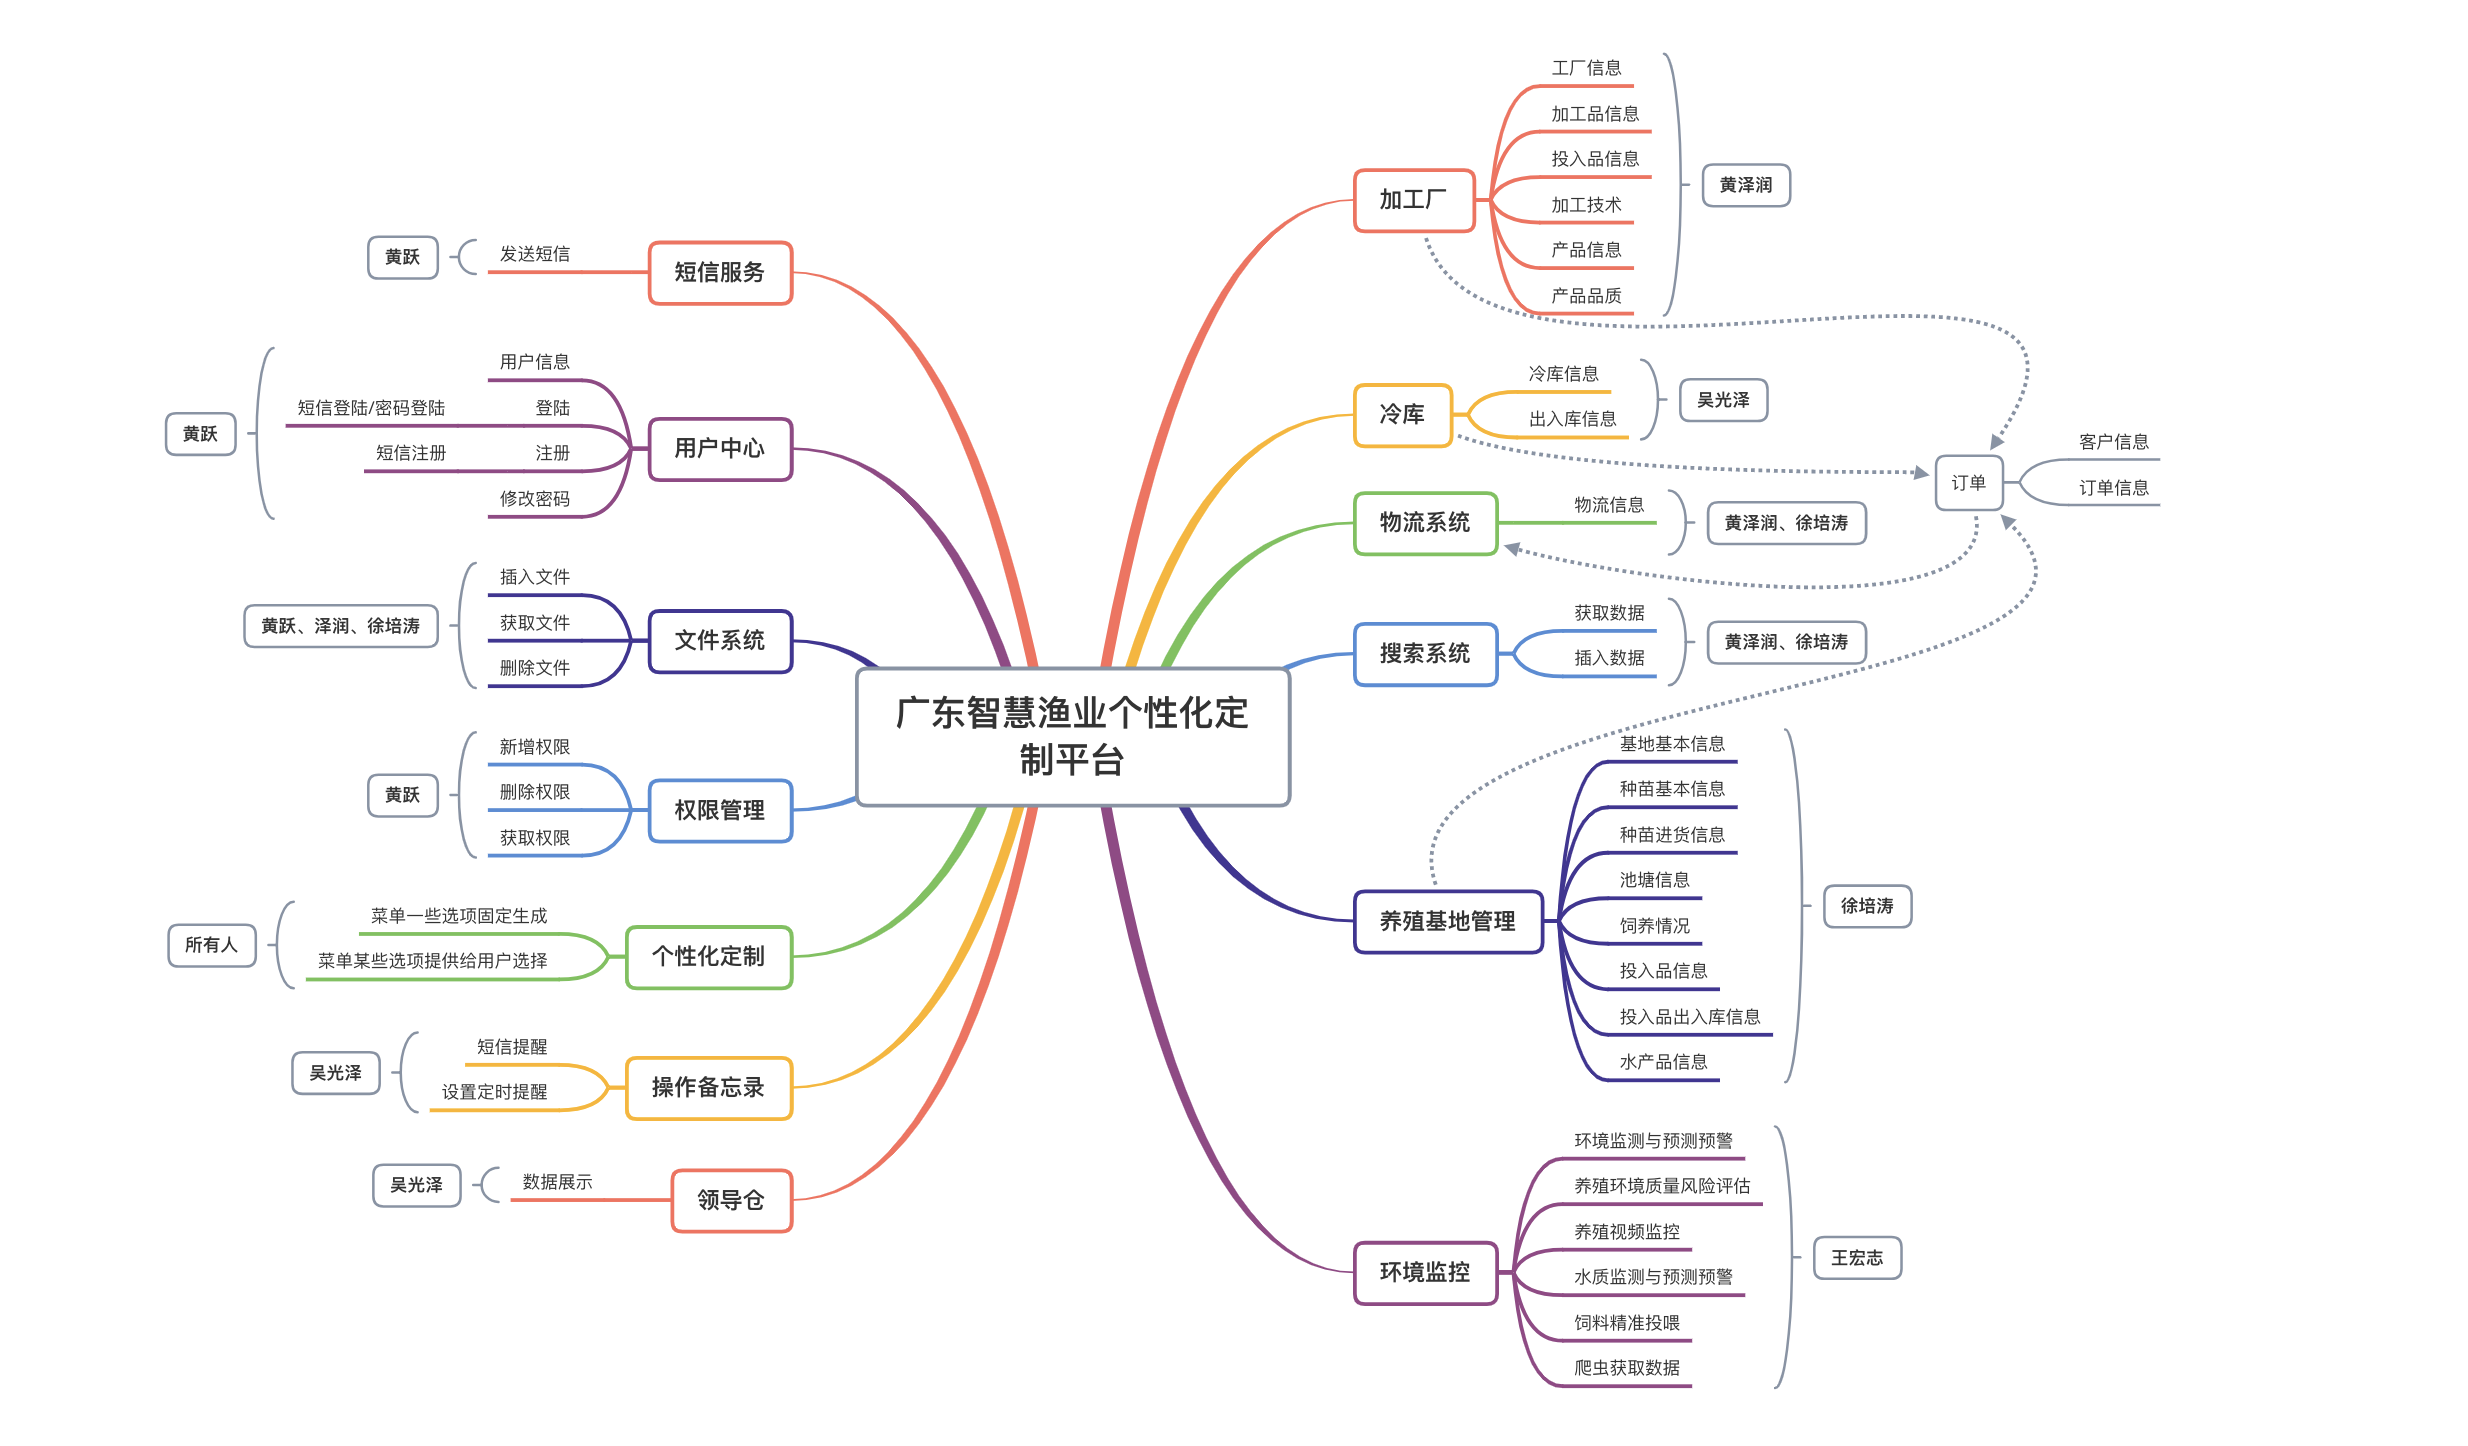 广东智慧渔业个性化定
制平台
加工厂
工厂信息
加工品信息
投入品信息
加工技术
产品信息
产品品质
黄泽润
冷库
冷库信息
出入库信息
吴光泽
物流系统
物流信息
黄泽润、徐培涛
搜索系统
获取数据
插入数据
黄泽润、徐培涛
养殖基地管理
基地基本信息
种苗基本信息
种苗进货信息
池塘信息
饲养情况
投入品信息
投入品出入库信息
水产品信息
徐培涛
环境监控
环境监测与预测预警
养殖环境质量风险评估
养殖视频监控
水质监测与预测预警
饲料精准投喂
爬虫获取数据
王宏志
订单
客户信息
订单信息
短信服务
发送短信
黄跃
用户中心
用户信息
登陆
短信登陆/密码登陆
注册
短信注册
修改密码
黄跃
文件系统
插入文件
获取文件
删除文件
黄跃、泽润、徐培涛
权限管理
新增权限
删除权限
获取权限
黄跃
个性化定制
菜单一些选项固定生成
菜单某些选项提供给用户选择
所有人
操作备忘录
短信提醒
设置定时提醒
吴光泽
领导仓
数据展示
吴光泽